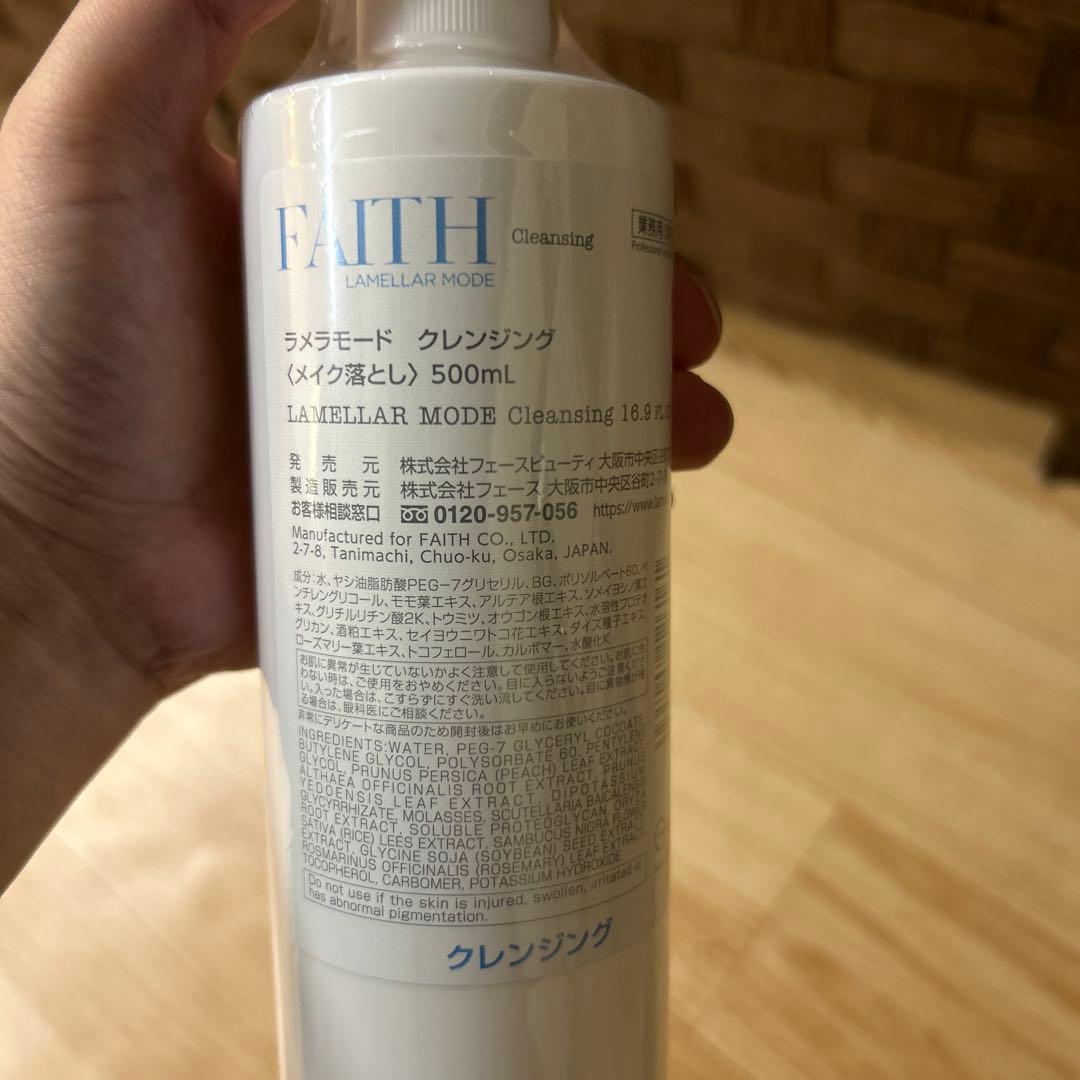 FAITH Cleansing
業務用
Professional
LAMELLAR MODE
ラメラモード クレンジング
〈メイク落とし〉 500mL
LAMELLAR MODE Cleansing 16.9 FL.
発売元 株式会社フェースビューティ 大阪市中央区谷
製造販売元 株式会社フェース 大阪市中央区谷町2-7-8
お客様相談窓口 0120-957-056 https://www.lame
Manufactured for FAITH CO., LTD.
2-7-8, Tanimachi, Chuo-ku, Osaka, JAPAN.
成分:水、ヤシ油脂肪酸PEG-7グリセリル、BG、ポリソルベート60、ペ
ンチレングリコール、モモ葉エキス、アルテア根エキス、ソメイヨシノ葉エ
キス、グリチルリチン酸2K、トウミツ、オウゴン根エキス、水溶性プロテオ
グリカン、酒粕エキス、セイヨウニワトコ花エキス、ダイズ種子エキス、
ローズマリー葉エキス、トコフェロール、カルボマー、水酸化K
お肌に異常が生じていないかよく注意して使用してください。お肌に合
わない時は、ご使用をおやめください。目に入らないようご注意くださ
い。入った場合は、こすらずにすぐ洗い流してください。目に異物感が残
る場合は、眼科医にご相談ください。
非常にデリケートな商品のため開封後はお早めにお使いください。
INGREDIENTS:WATER, PEG-7 GLYCERYL COCOATE,
BUTYLENE GLYCOL, POLYSORBATE 60, PENTYLENE
GLYCOL, PRUNUS PERSICA (PEACH) LEAF EXTRACT,
ALTHAEA OFFICINALIS ROOT EXTRACT, PRUNUS
YEDOENSIS LEAF EXTRACT, DIPOTASSIUM
GLYCYRRHIZATE, MOLASSES, SCUTELLARIA BAICALENSIS
ROOT EXTRACT, SOLUBLE PROTEOGLYCAN, ORYZA
SATIVA (RICE) LEES EXTRACT, SAMBUCUS NIGRA FLOWER
EXTRACT, GLYCINE SOJA (SOYBEAN) SEED EXTRACT,
ROSMARINUS OFFICINALIS (ROSEMARY) LEAF EXTRACT,
TOCOPHEROL, CARBOMER, POTASSIUM HYDROXIDE
Do not use if the skin is injured, swollen, irritated or
has abnormal pigmentation.
クレンジング